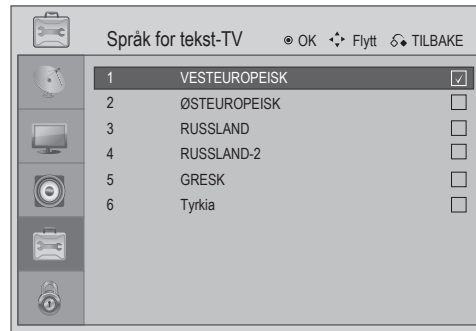 Språk for tekst-TV OK Flytt TILBAKE
1 VESTEUROPEISK
2 ØSTEUROPEISK
3 RUSSLAND
4 RUSSLAND-2
5 GRESK
6 Tyrkia